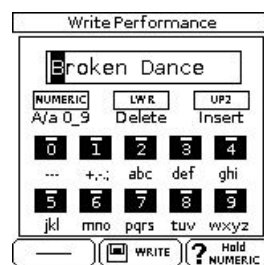 Write Performance
Broken Dance
NUMERIC LWR UP2
A/a 0_9 Delete Insert
0 1 2 3 4
--- +,-.; abc def ghi
5 6 7 8 9
jkl mno pqrs tuv wxyz
WRITE ? Hold NUMERIC